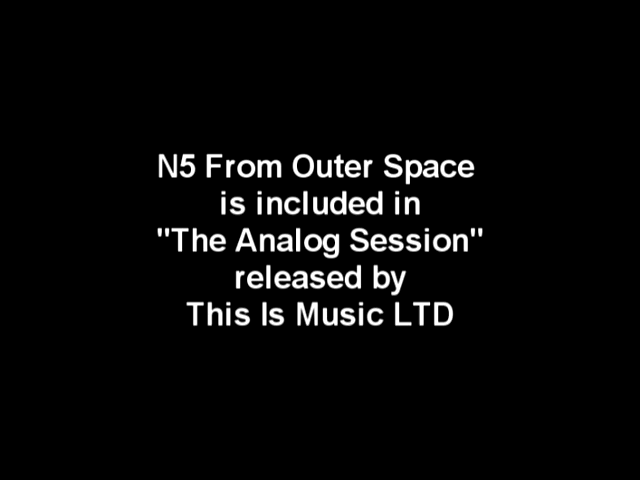 N5 From Outer Space
is included in
"The Analog Session"
released by
This Is Music LTD